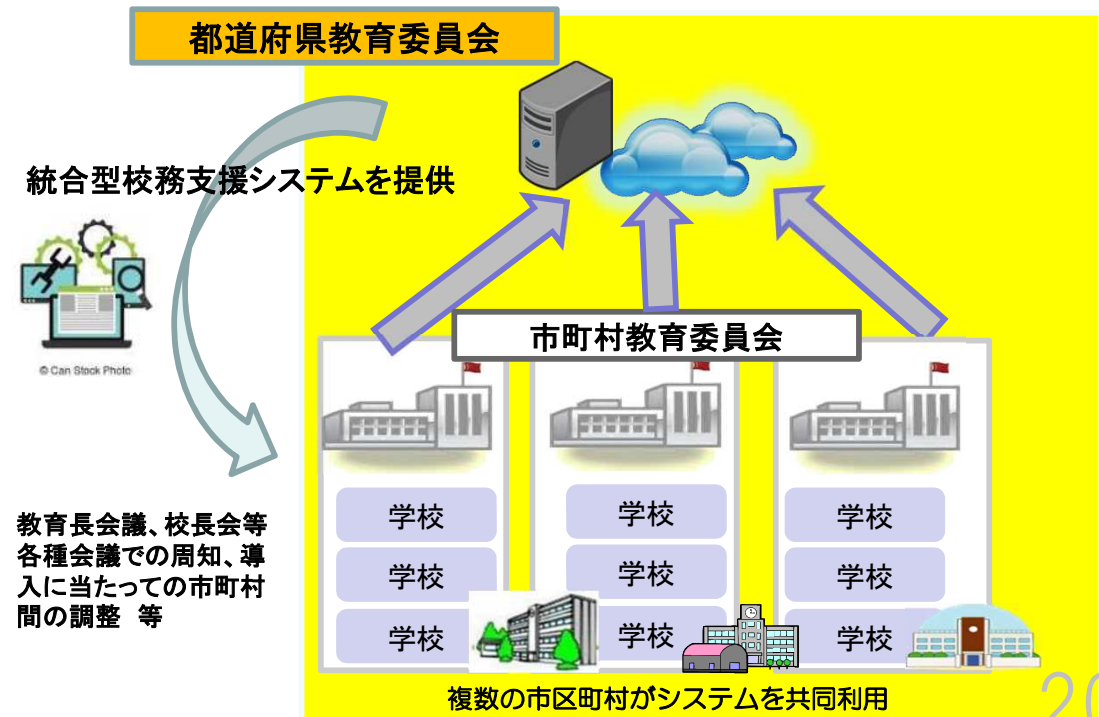 都道府県教育委員会
統合型校務支援システムを提供
© Can Stock Photo
市町村教育委員会
学校
学校
学校
学校
学校
学校
学校
学校
学校
教育長会議、校長会等
各種会議での周知、導
入に当たっての市町村
間の調整 等
複数の市区町村がシステムを共同利用